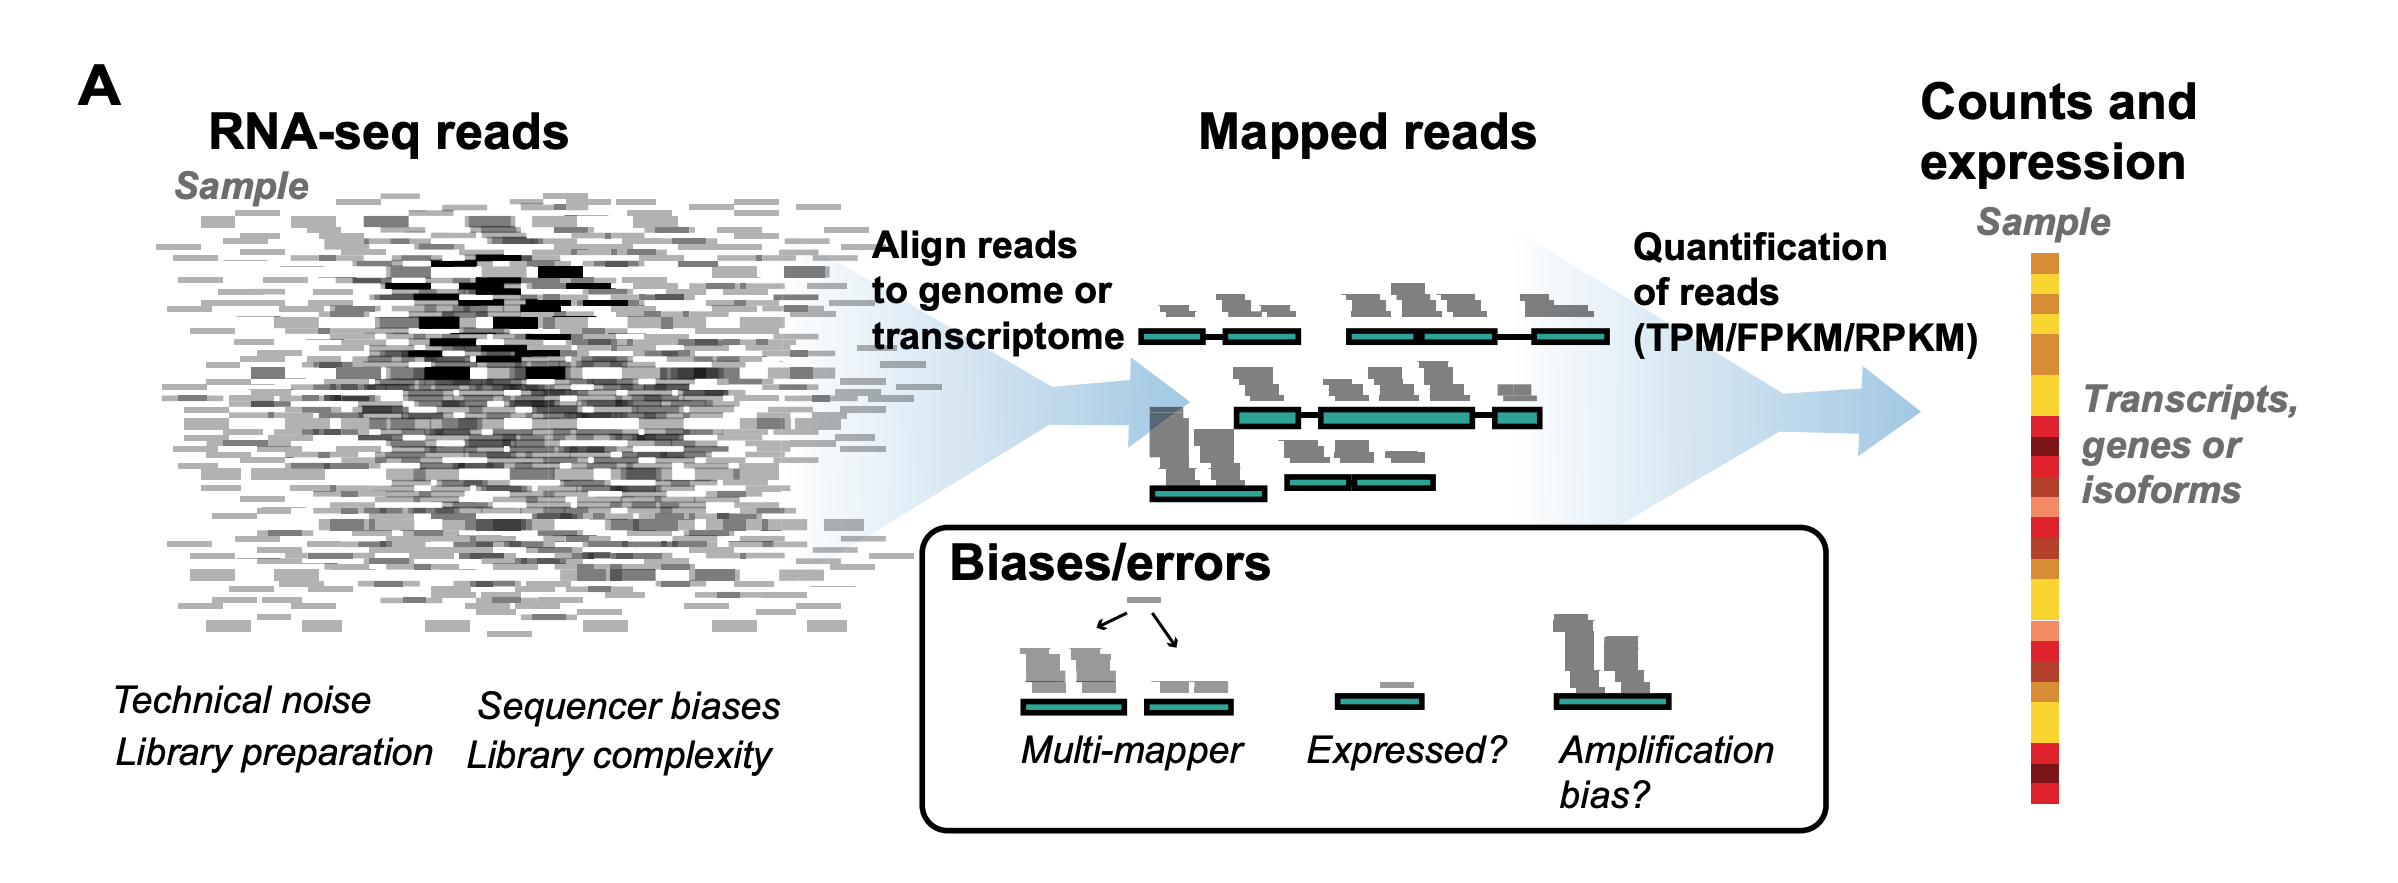 A
RNA-seq reads
Sample
Align reads
to genome or
transcriptome
Mapped reads
Quantification
of reads
(TPM/FPKM/RPKM)
Counts and
expression
Sample
Transcripts,
genes or
isoforms
Technical noise
Library preparation
Sequencer biases
Library complexity
Biases/errors
Multi-mapper
Expressed?
Amplification
bias?